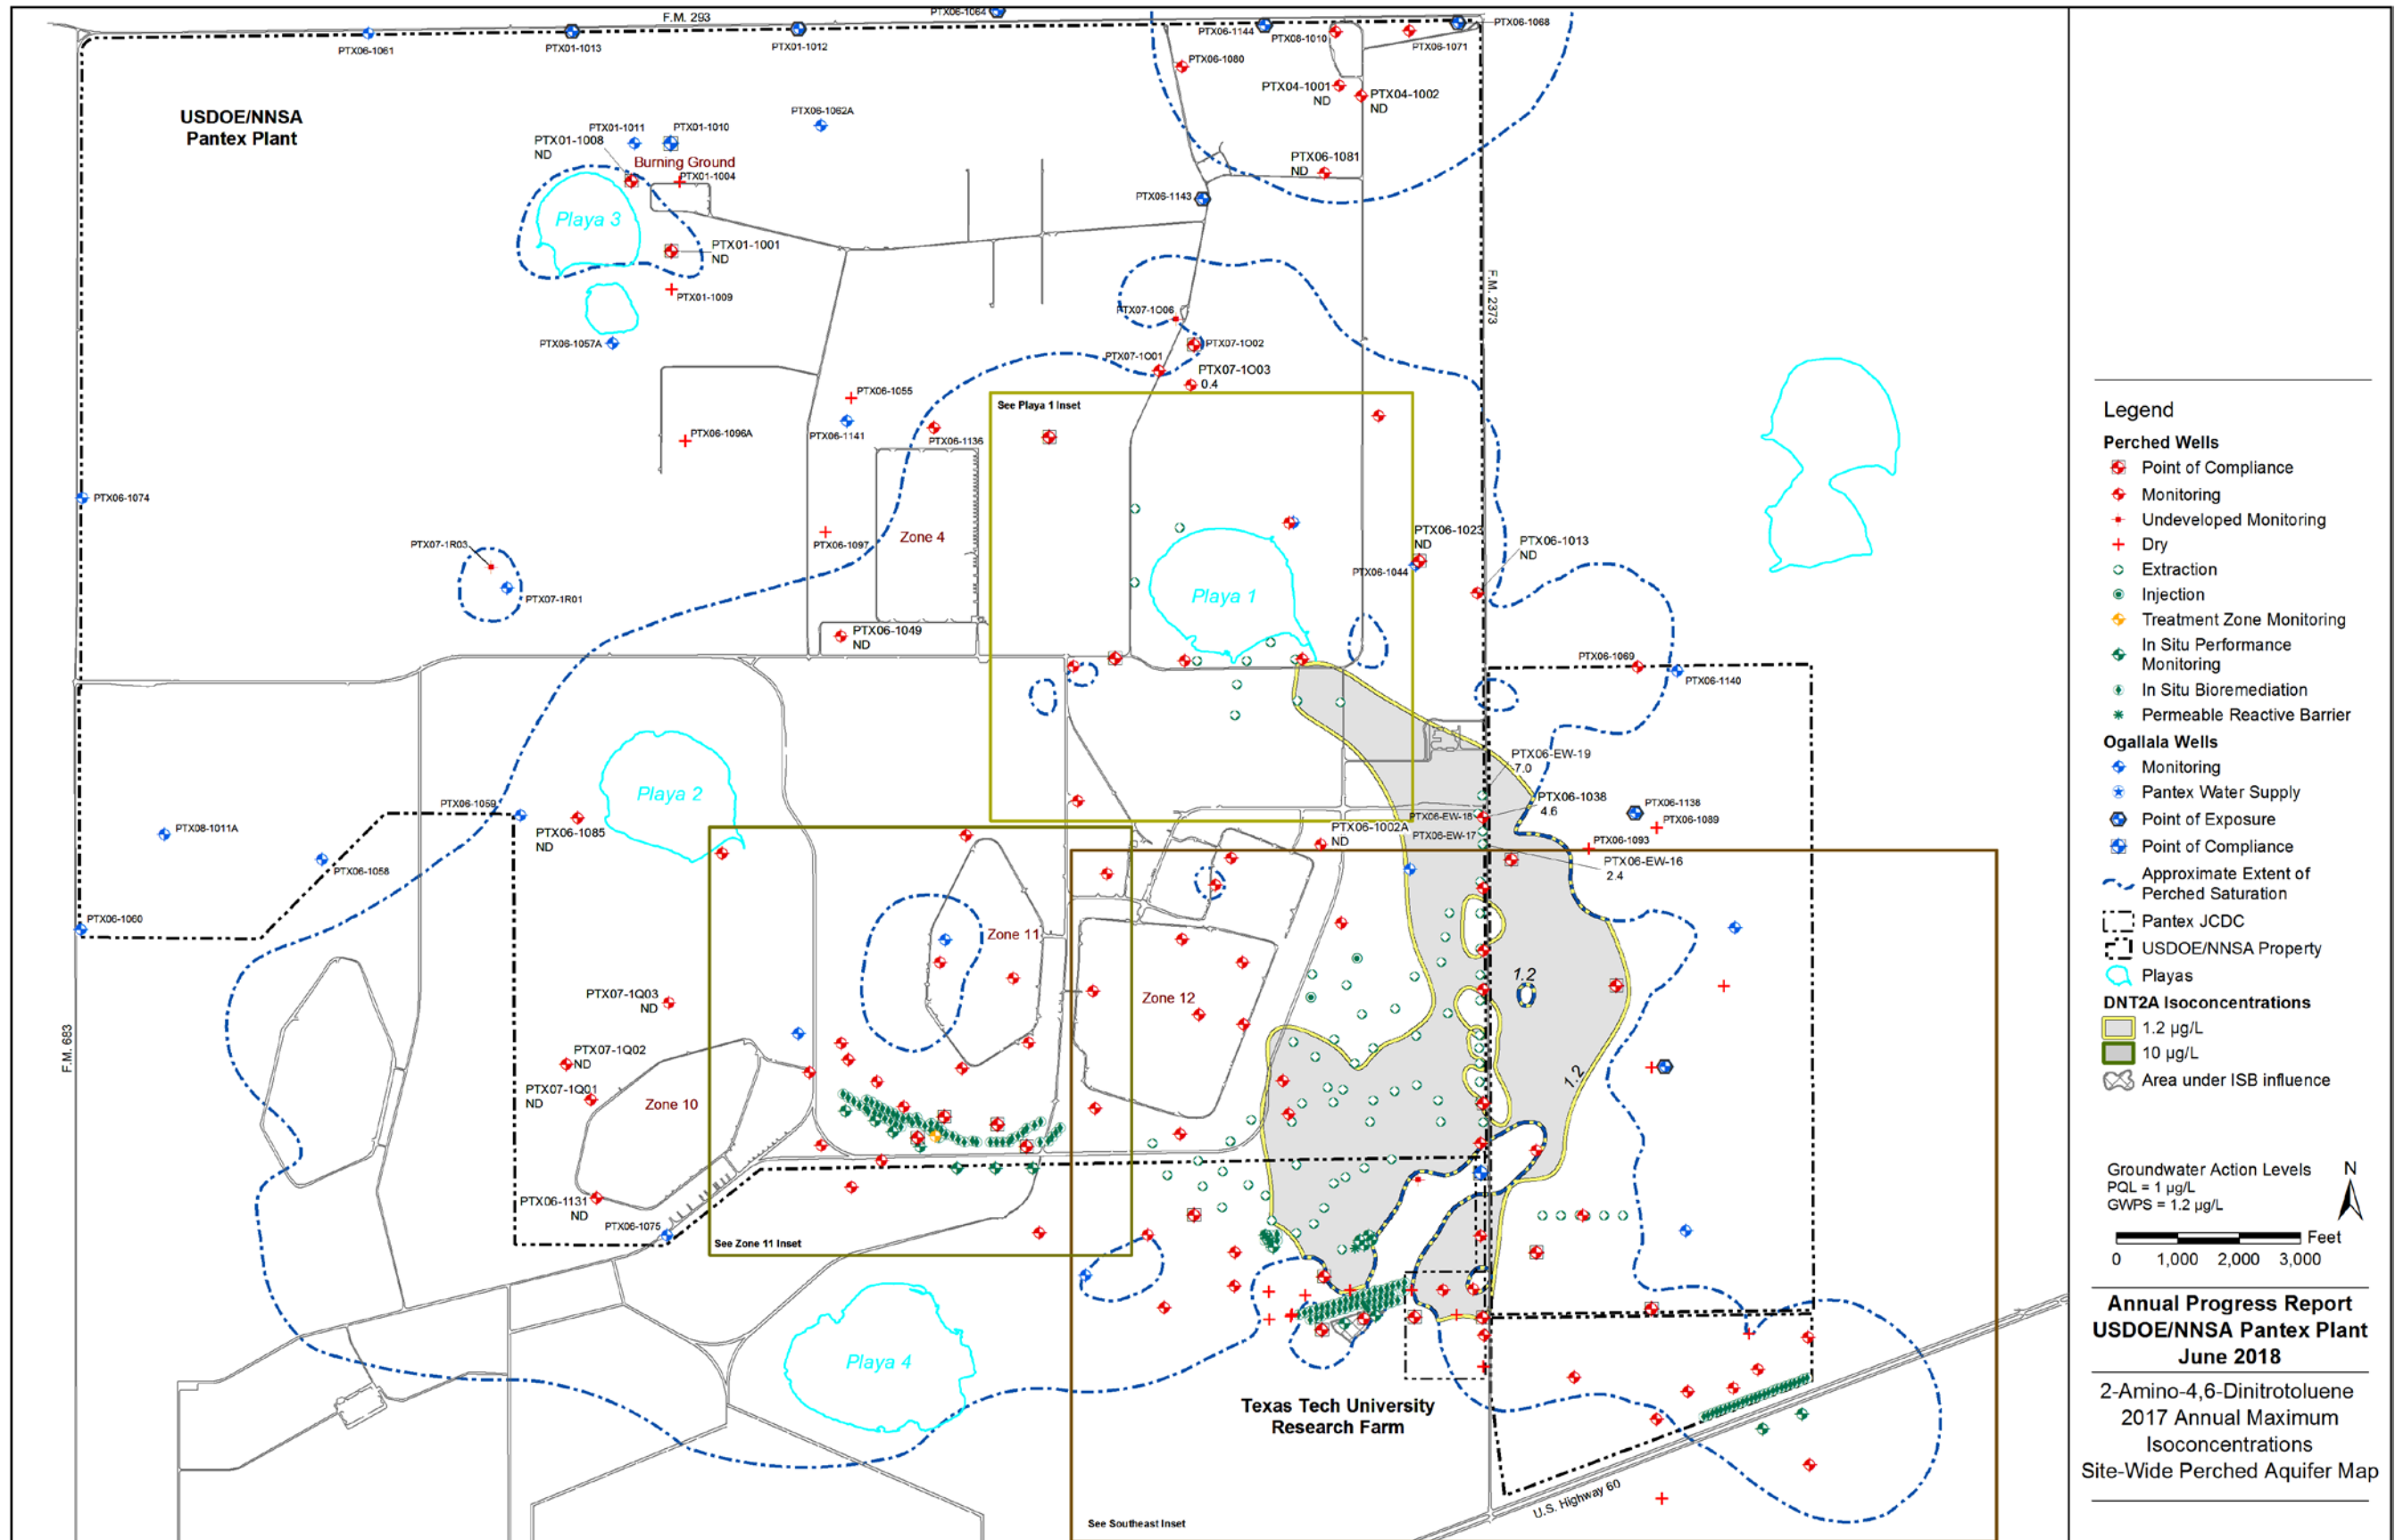 F.M. 293
PTX06-1064
PTX06-1061
PTX01-1013
PTX01-1012
PTX06-1144
PTX08-1010
PTX06-1071
PTX06-1068
PTX06-1080
PTX04-1001
ND
PTX04-1002
ND
USDOE/NNSA
Pantex Plant
PTX06-1062A
PTX01-1011
PTX01-1010
PTX01-1008
ND
Burning Ground
PTX01-1004
PTX06-1081
ND
PTX06-1143
Playa 3
PTX01-1001
ND
PTX01-1009
F.M. 2373
PTX07-1O06
PTX06-1057A
PTX07-1O02
PTX07-1O01
PTX07-1O03
0.4
PTX06-1055
See Playa 1 Inset
PTX06-1096A
PTX06-1141
PTX06-1136
PTX06-1074
PTX07-1R03
PTX06-1097
Zone 4
PTX06-1023
ND
PTX06-1013
ND
PTX06-1044
PTX07-1R01
Playa 1
PTX06-1049
ND
PTX06-1069
PTX06-1140
PTX06-EW-19
7.0
Playa 2
PTX06-1059
PTX06-1038
4.6
PTX06-1138
PTX06-1089
PTX08-1011A
PTX06-1085
ND
PTX06-1002A
ND
PTX06-EW-18
PTX06-EW-17
PTX06-1093
PTX06-EW-16
2.4
PTX06-1058
PTX06-1060
Zone 11
1.2
Zone 12
PTX07-1Q03
ND
F.M. 683
PTX07-1Q02
ND
PTX07-1Q01
ND
Zone 10
1.2
PTX06-1131
ND
PTX06-1075
See Zone 11 Inset
Playa 4
Texas Tech University
Research Farm
U.S. Highway 60
See Southeast Inset
Legend
Perched Wells
Point of Compliance
Monitoring
Undeveloped Monitoring
Dry
Extraction
Injection
Treatment Zone Monitoring
In Situ Performance
Monitoring
In Situ Bioremediation
Permeable Reactive Barrier
Ogallala Wells
Monitoring
Pantex Water Supply
Point of Exposure
Point of Compliance
Approximate Extent of
Perched Saturation
Pantex JCDC
USDOE/NNSA Property
Playas
DNT2A Isoconcentrations
1.2 µg/L
10 µg/L
Area under ISB influence
Groundwater Action Levels
PQL = 1 µg/L
GWPS = 1.2 µg/L
N
Feet
0 1,000 2,000 3,000
Annual Progress Report
USDOE/NNSA Pantex Plant
June 2018
2-Amino-4,6-Dinitrotoluene
2017 Annual Maximum
Isoconcentrations
Site-Wide Perched Aquifer Map